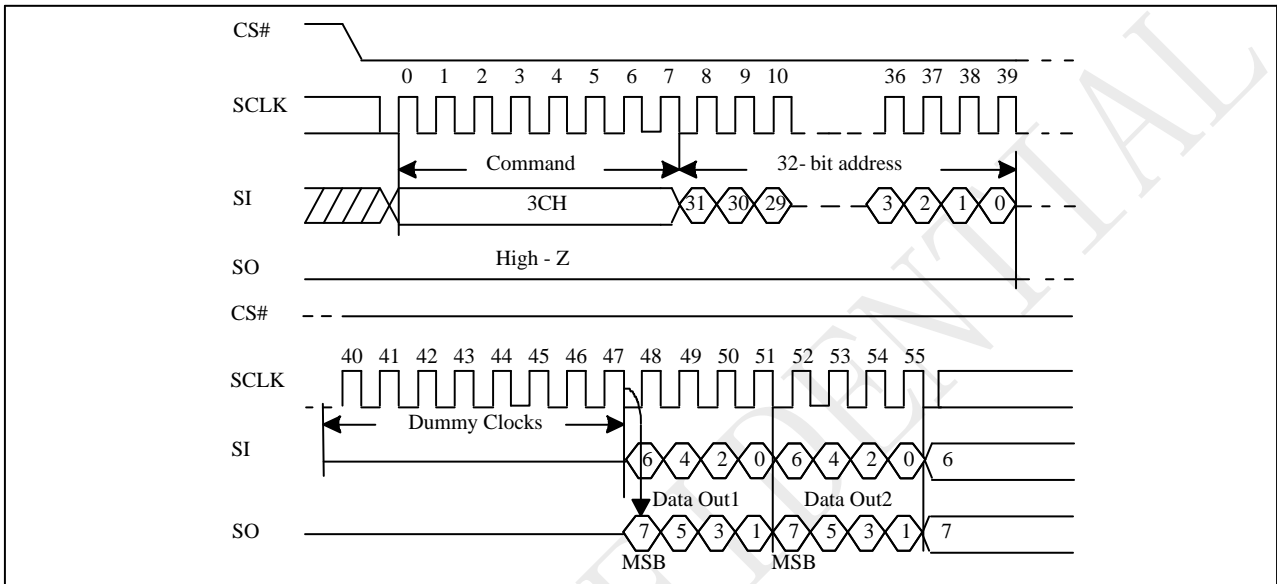 CS#
0 1 2 3 4 5 6 7 8 9 10 36 37 38 39
SCLK
Command 32- bit address
SI 3CH 31 30 29 3 2 1 0
High - Z
SO
CS#
40 41 42 43 44 45 46 47 48 49 50 51 52 53 54 55
SCLK
Dummy Clocks
SI 6 4 2 0 6 4 2 0 6
Data Out1 Data Out2
SO 7 5 3 1 7 5 3 1 7
MSB MSB